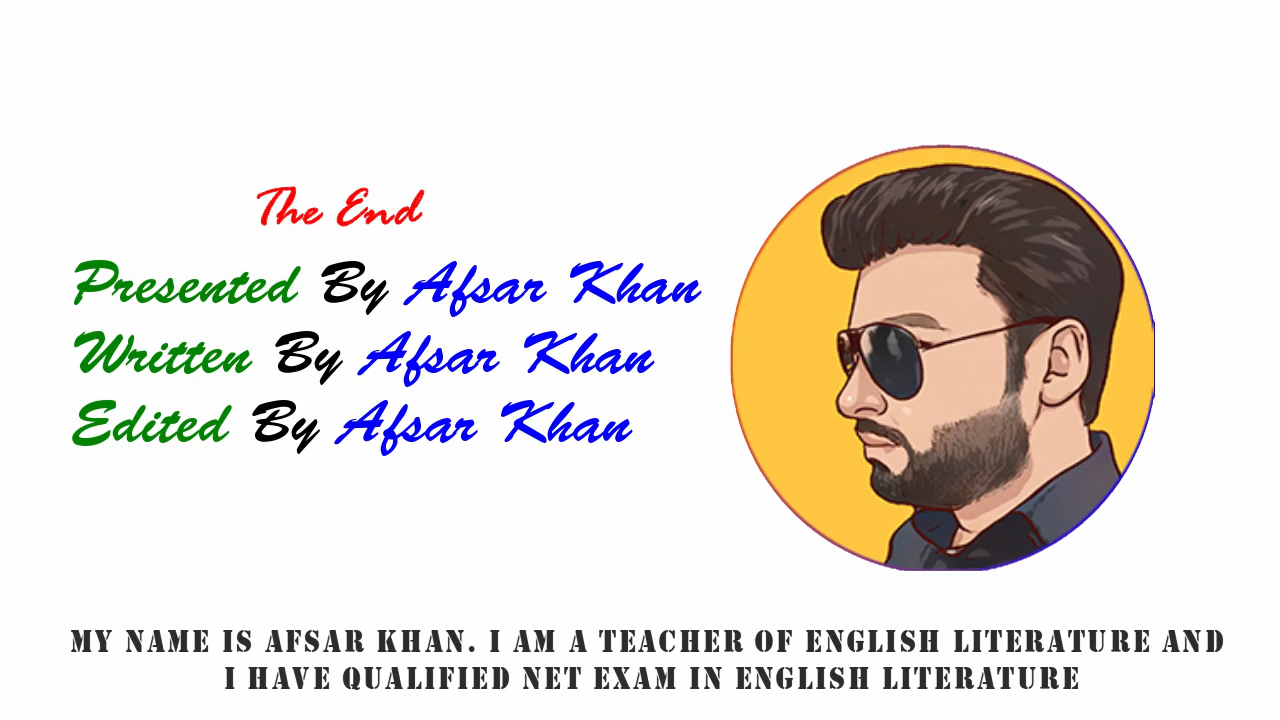 The End
Presented By Afsar Khan
Written By Afsar Khan
Edited By Afsar Khan
MY NAME IS AFSAR KHAN. I AM A TEACHER OF ENGLISH LITERATURE AND
I HAVE QUALIFIED NET EXAM IN ENGLISH LITERATURE